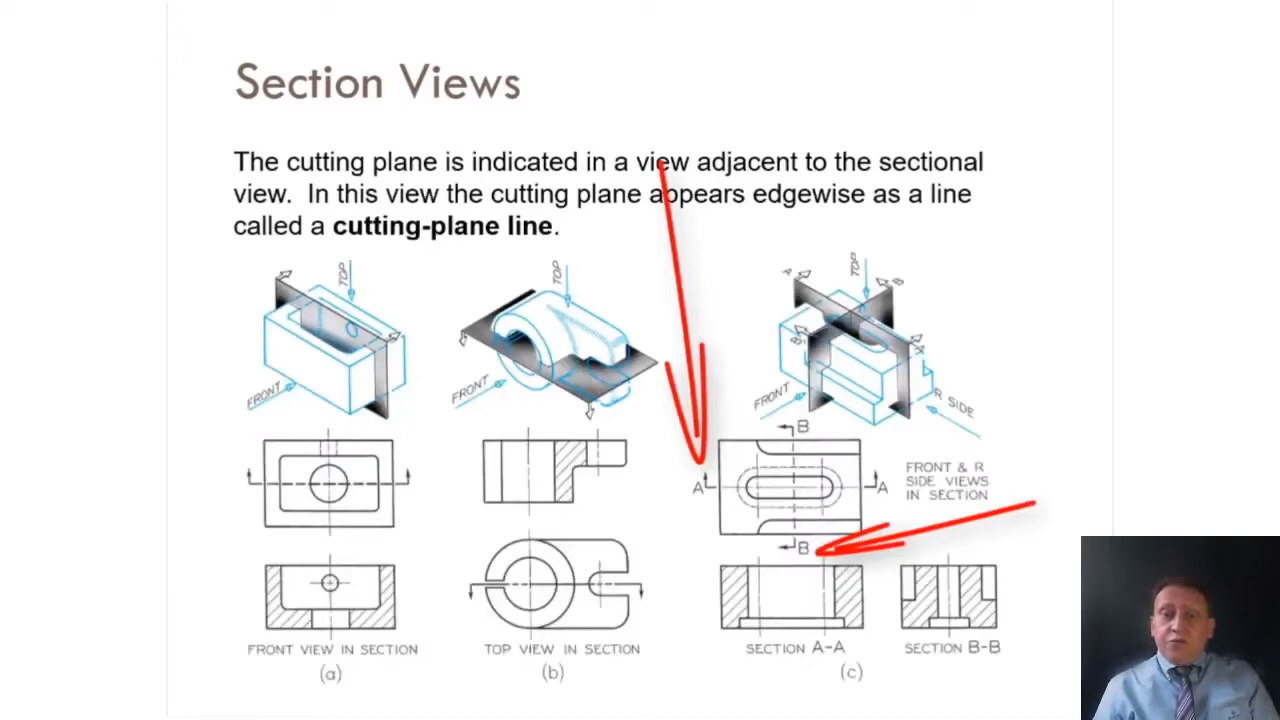 Section Views
The cutting plane is indicated in a view adjacent to the sectional
view. In this view the cutting plane appears edgewise as a line
called a cutting-plane line.
TOP
FRONT
TOP
FRONT
TOP
A
B
B
A
FRONT
R SIDE
B
A
A
B
FRONT & R
SIDE VIEWS
IN SECTION
FRONT VIEW IN SECTION
(a)
TOP VIEW IN SECTION
(b)
SECTION A-A
SECTION B-B
(c)